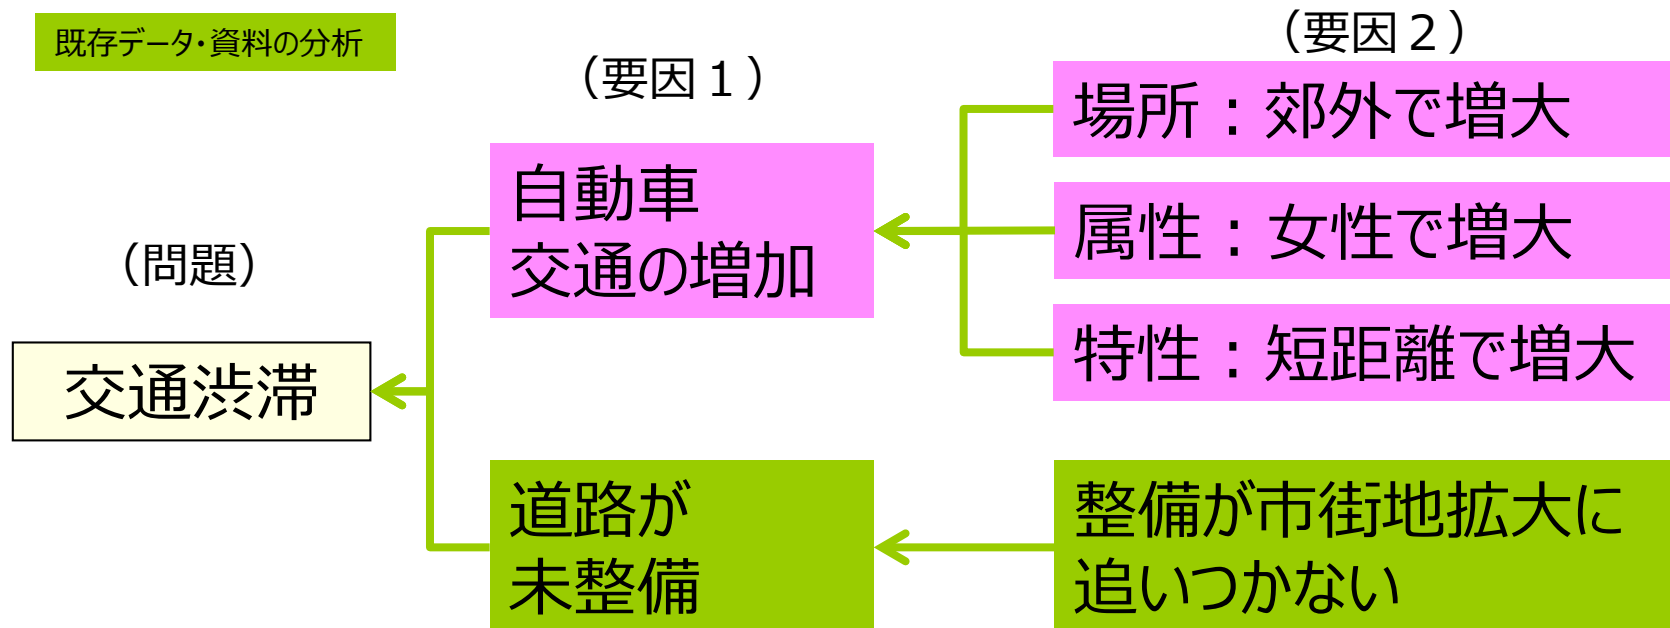 既存データ・資料の分析
（要因２）
（要因１）
場所：郊外で増大
自動車
交通の増加
属性：女性で増大
（問題）
特性：短距離で増大
交通渋滞
道路が
未整備
整備が市街地拡大に
追いつかない